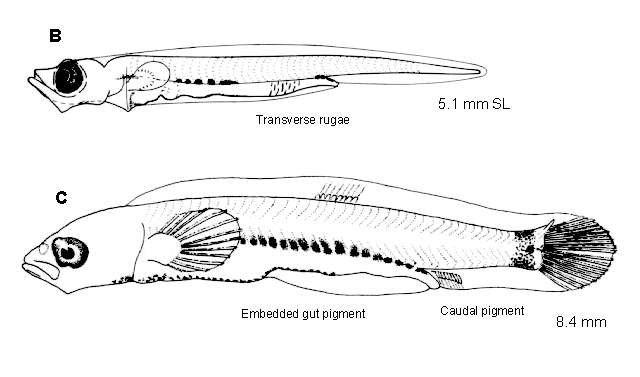 B
5.1 mm SL
Transverse rugae
C
Embedded gut pigment
Caudal pigment
8.4 mm